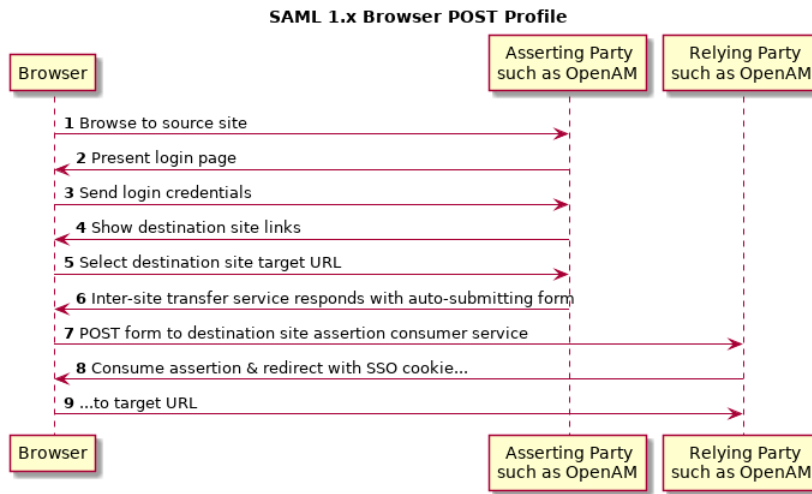 SAML 1.x Browser POST Profile
Browser
Asserting Party
such as OpenAM
Relying Party
such as OpenAM
1 Browse to source site
2 Present login page
3 Send login credentials
4 Show destination site links
5 Select destination site target URL
6 Inter-site transfer service responds with auto-submitting form
7 POST form to destination site assertion consumer service
8 Consume assertion & redirect with SSO cookie...
9 ...to target URL
Browser
Asserting Party
such as OpenAM
Relying Party
such as OpenAM